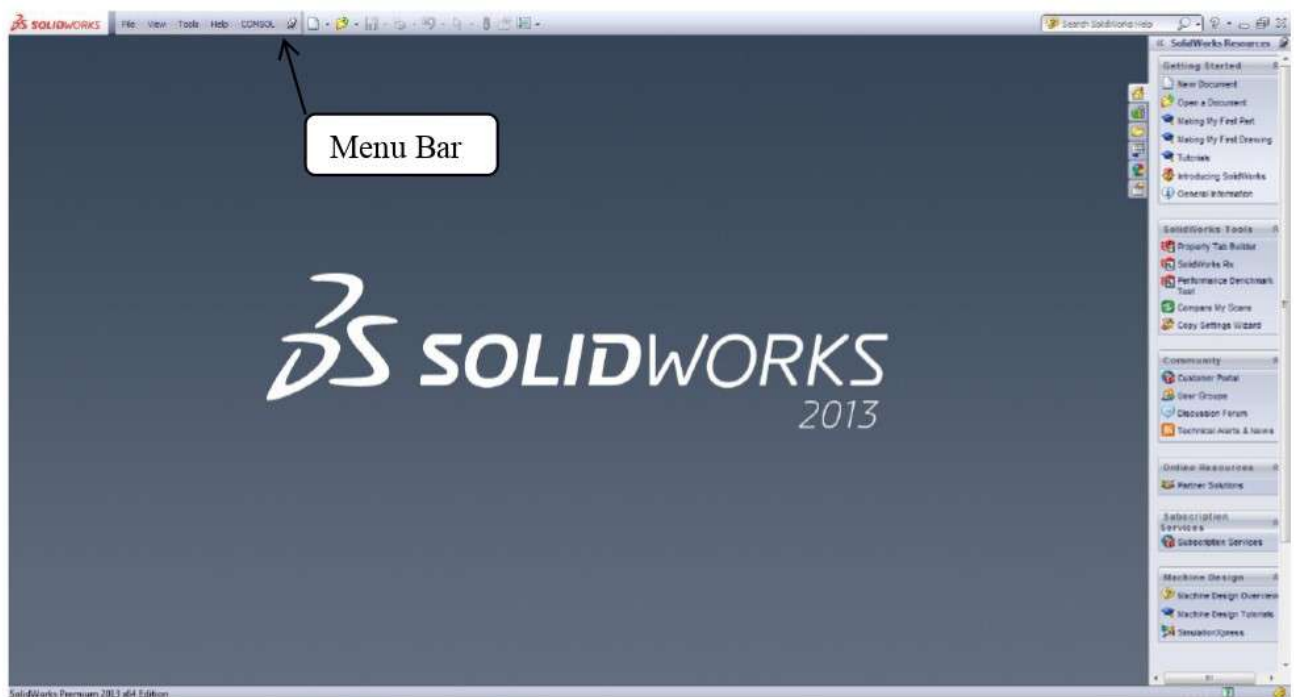 SOLIDWORKS File View Tools Help COMSOL Search SolidWorks Help
SolidWorks Resources
Getting Started
New Document
Open a Document
Making My First Part
Making My First Drawing
Tutorials
Introducing SolidWorks
General Information
Menu Bar
SolidWorks Tools
Property Tab Builder
SolidWorks Rx
Performance Benchmark
Test
Compare My Score
Copy Settings Wizard
SOLIDWORKS
2013
Community
Customer Portal
User Groups
Discussion Forum
Technical Alerts & News
Online Resources
Partner Solutions
Subscription
Services
Subscription Services
Machine Design
Machine Design Overview
Machine Design Tutorials
SimulationXpress
SolidWorks Premium 2013 x64 Edition